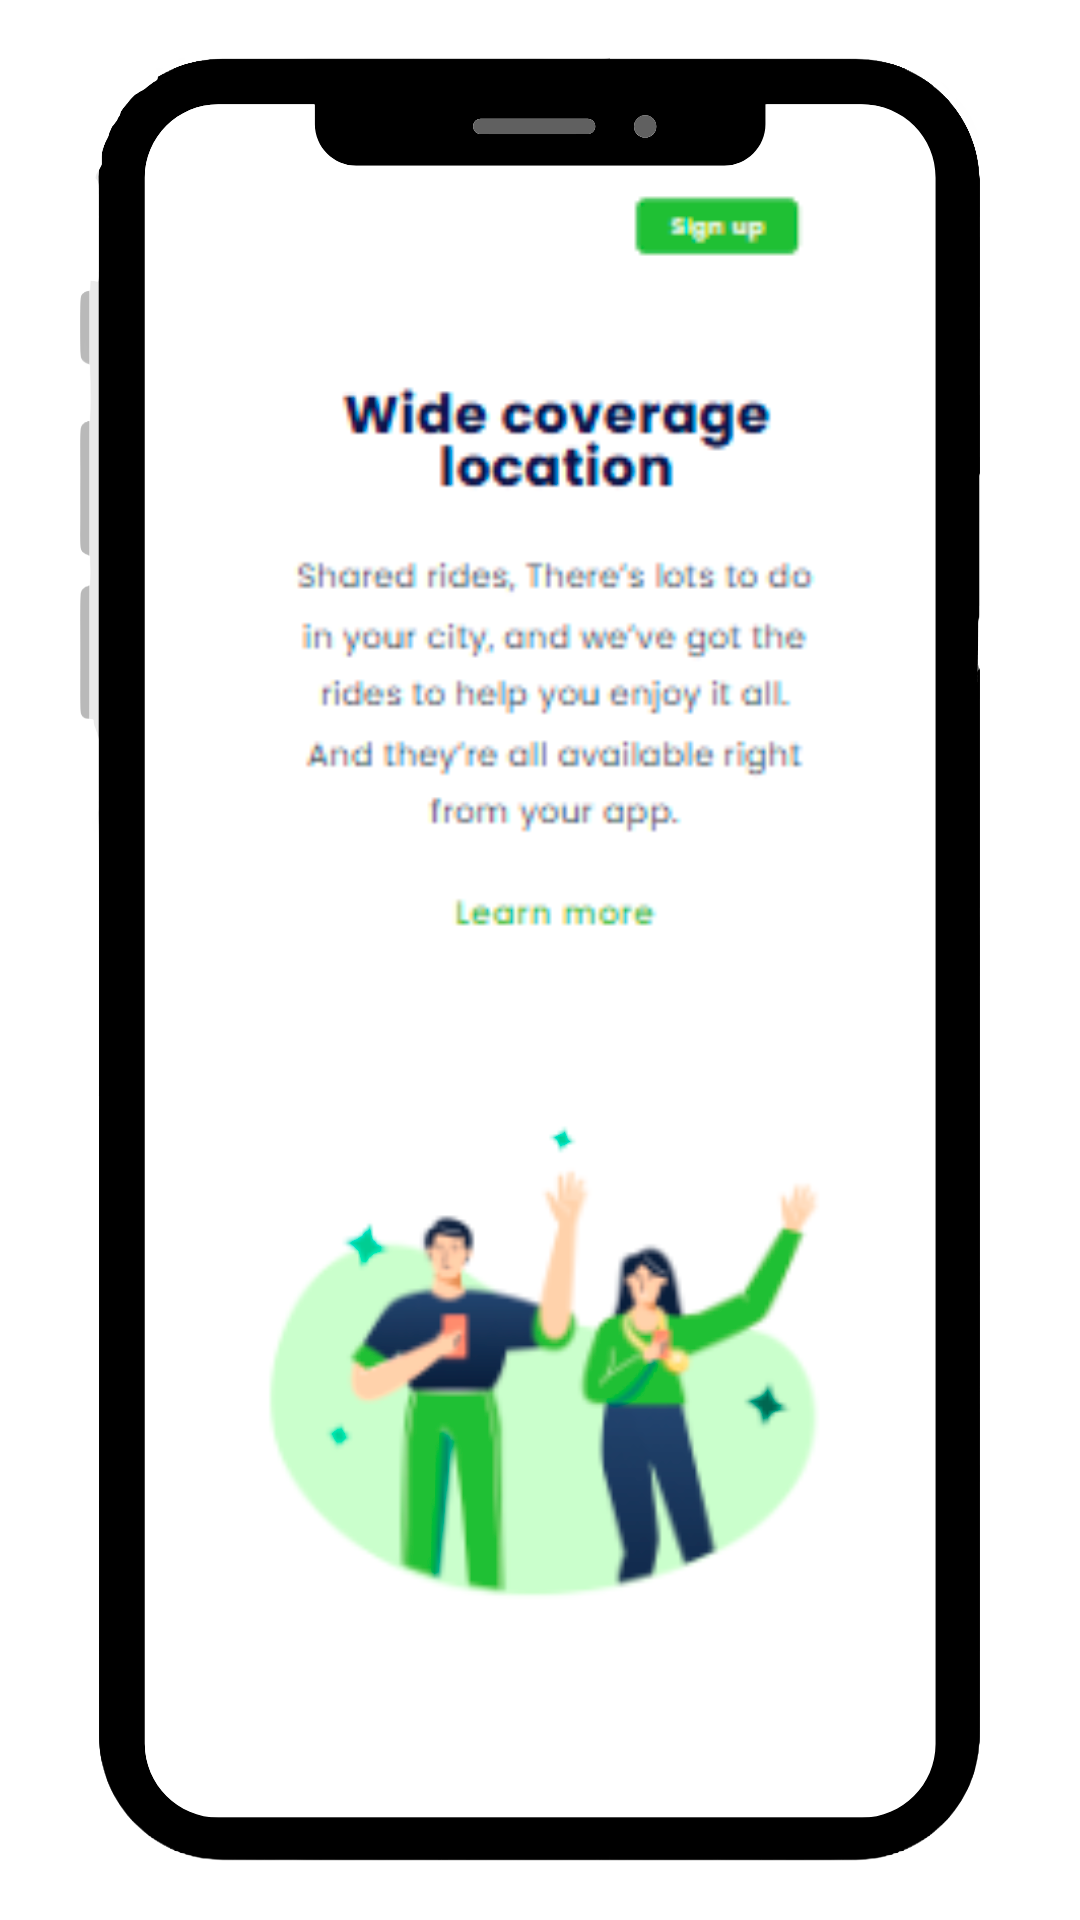 Sign up
Wide coverage
location
Shared rides, There's lots to do
in your city, and we've got the
rides to help you enjoy it all.
And they're all available right
from your app.
Learn more